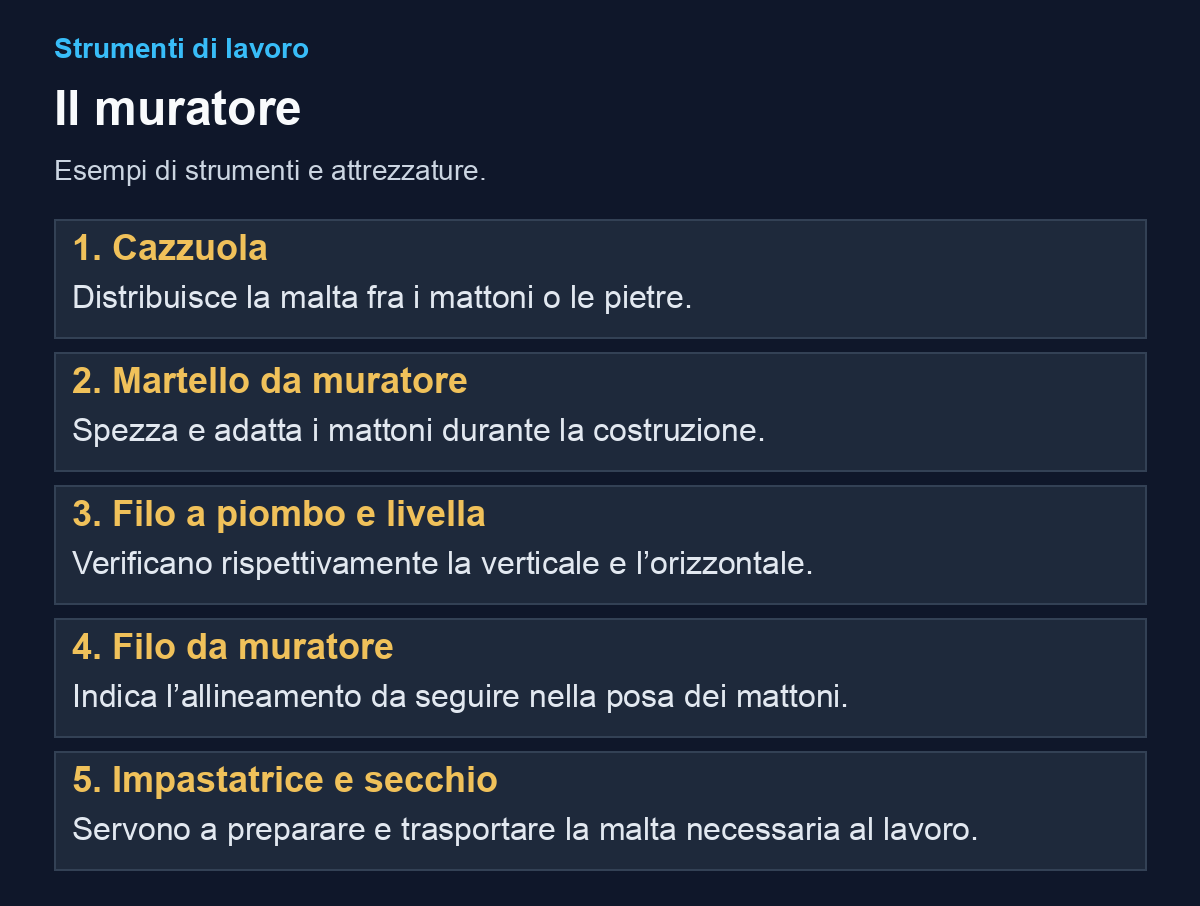 Strumenti di lavoro
Il muratore
Esempi di strumenti e attrezzature.
1. Cazzuola
Distribuisce la malta fra i mattoni o le pietre.
2. Martello da muratore
Spezza e adatta i mattoni durante la costruzione.
3. Filo a piombo e livella
Verificano rispettivamente la verticale e l’orizzontale.
4. Filo da muratore
Indica l’allineamento da seguire nella posa dei mattoni.
5. Impastatrice e secchio
Servono a preparare e trasportare la malta necessaria al lavoro.